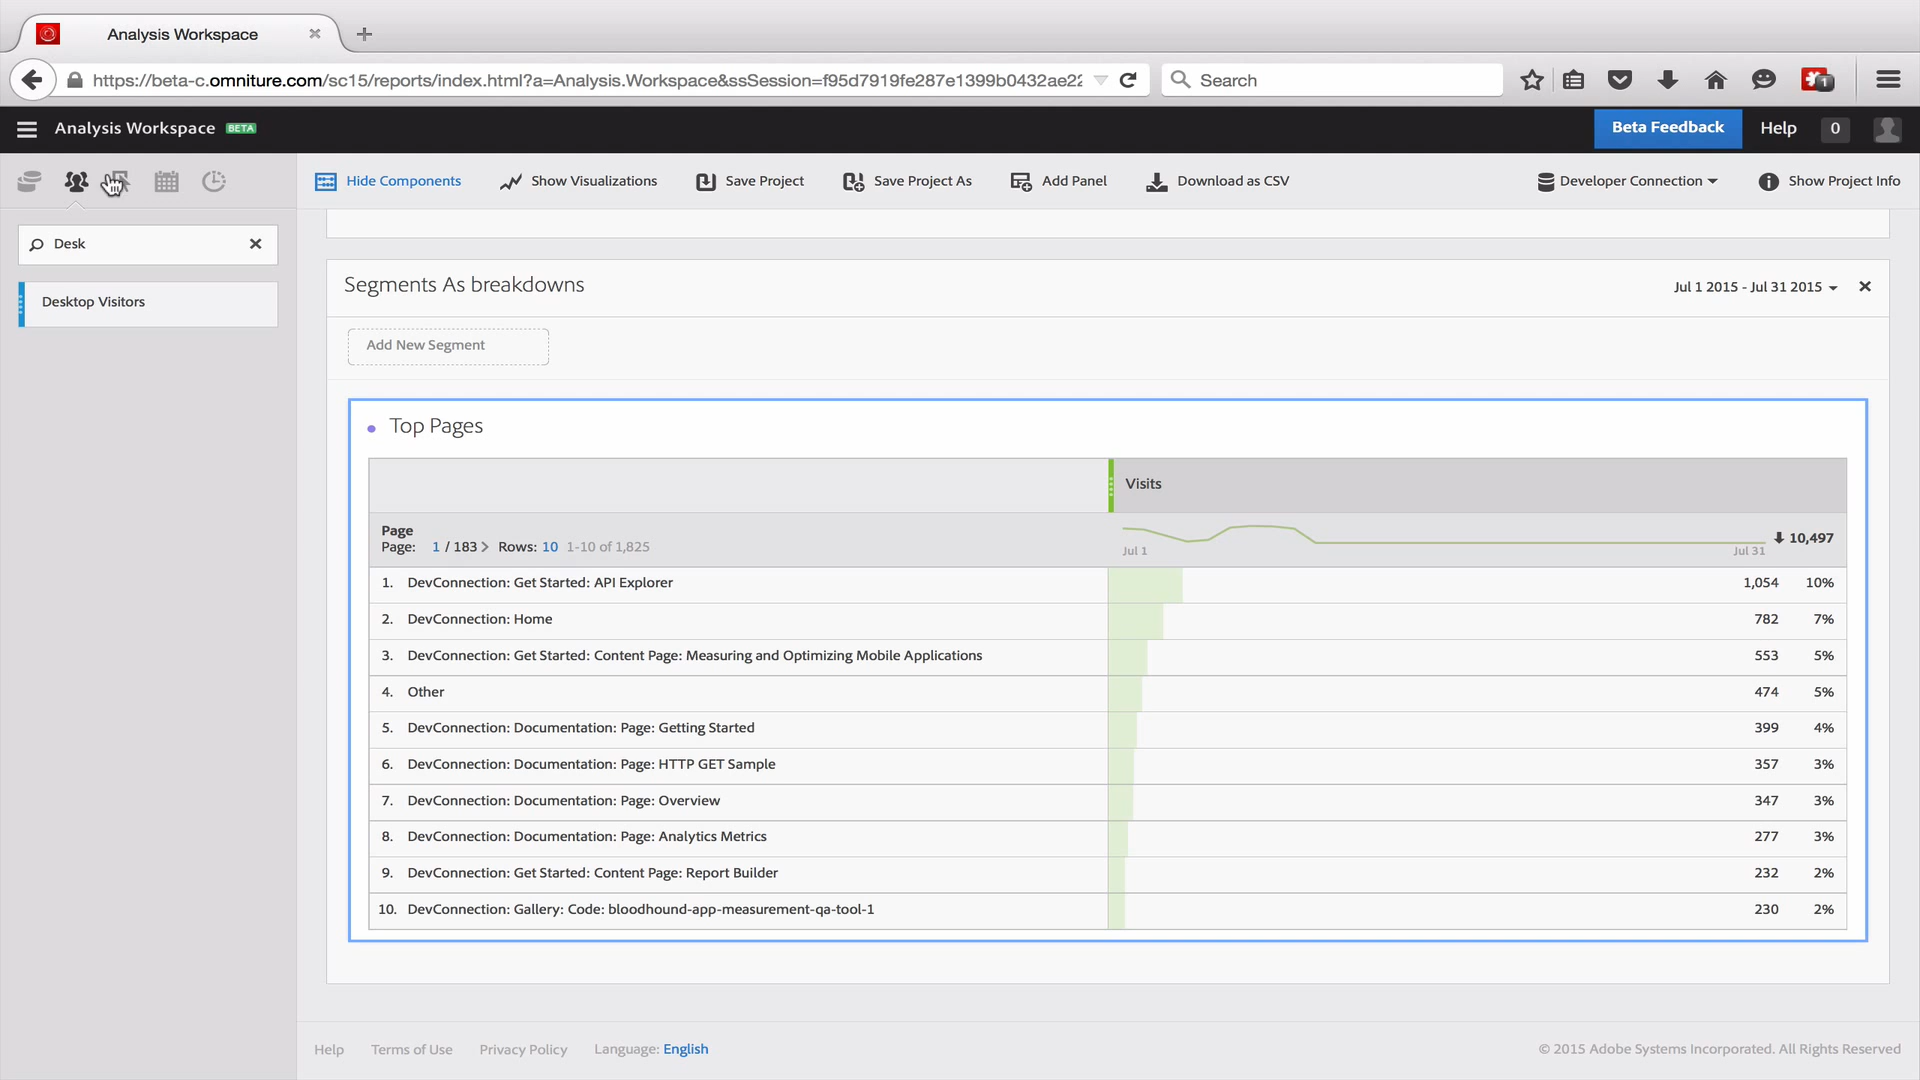 Analysis Workspace
https://beta-c.omniture.com/sc15/reports/index.html?a=Analysis.Workspace&ssSession=f95d7919fe287e1399b0432ae22
Search
1
Analysis Workspace BETA
Beta Feedback Help 0
Hide Components Show Visualizations Save Project Save Project As Add Panel Download as CSV Developer Connection Show Project Info
Desk
Desktop Visitors
Segments As breakdowns
Jul 1 2015 - Jul 31 2015
Add New Segment
Top Pages
Visits
Page
Page: 1 / 183 Rows: 10 1-10 of 1,825
Jul 1 Jul 31 10,497
1. DevConnection: Get Started: API Explorer 1,054 10%
2. DevConnection: Home 782 7%
3. DevConnection: Get Started: Content Page: Measuring and Optimizing Mobile Applications 553 5%
4. Other 474 5%
5. DevConnection: Documentation: Page: Getting Started 399 4%
6. DevConnection: Documentation: Page: HTTP GET Sample 357 3%
7. DevConnection: Documentation: Page: Overview 347 3%
8. DevConnection: Documentation: Page: Analytics Metrics 277 3%
9. DevConnection: Get Started: Content Page: Report Builder 232 2%
10. DevConnection: Gallery: Code: bloodhound-app-measurement-qa-tool-1 230 2%
Help Terms of Use Privacy Policy Language: English
© 2015 Adobe Systems Incorporated. All Rights Reserved